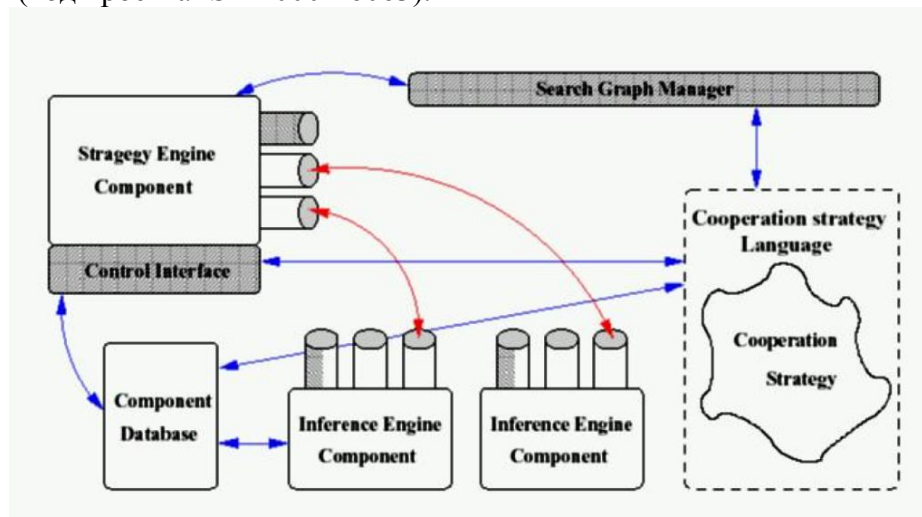 Search Graph Manager
Stragegy Engine
Component
Control Interface
Cooperation strategy
Language
Cooperation
Strategy
Component
Database
Inference Engine
Component
Inference Engine
Component